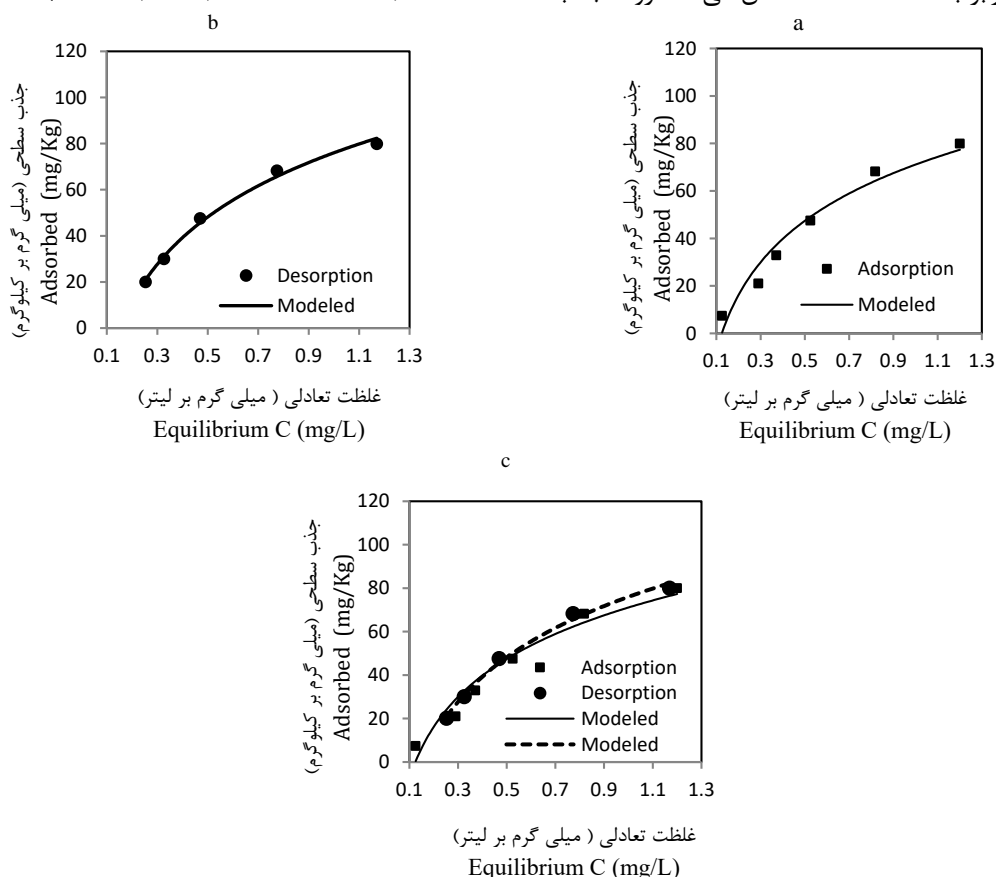 b
120
100
80
60
40
20
0
جذب سطحی (میلی گرم بر کیلوگرم)
Adsorbed (mg/Kg)
Desorption
Modeled
0.1 0.3 0.5 0.7 0.9 1.1 1.3
غلظت تعادلی ( میلی گرم بر لیتر)
Equilibrium C (mg/L)
a
120
100
80
60
40
20
0
جذب سطحی (میلی گرم بر کیلوگرم)
Adsorbed (mg/Kg)
Adsorption
Modeled
0.1 0.3 0.5 0.7 0.9 1.1 1.3
غلظت تعادلی ( میلی گرم بر لیتر)
Equilibrium C (mg/L)
c
120
100
80
60
40
20
0
جذب سطحی (میلی گرم بر کیلوگرم)
Adsorbed (mg/Kg)
Adsorption
Desorption
Modeled
Modeled
0.1 0.3 0.5 0.7 0.9 1.1 1.3
غلظت تعادلی ( میلی گرم بر لیتر)
Equilibrium C (mg/L)